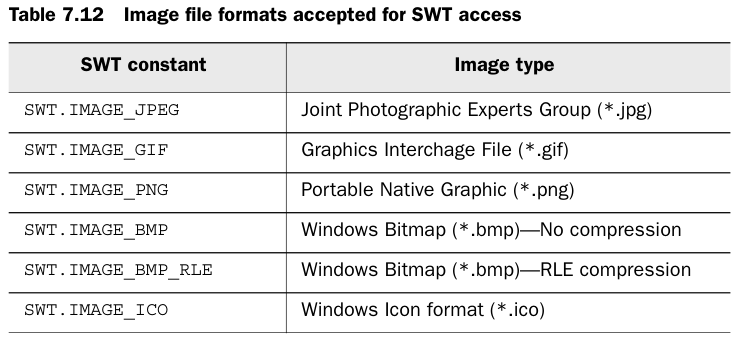 Table 7.12 Image file formats accepted for SWT access
SWT constant Image type
SWT.IMAGE_JPEG Joint Photographic Experts Group (*.jpg)
SWT.IMAGE_GIF Graphics Interchage File (*.gif)
SWT.IMAGE_PNG Portable Native Graphic (*.png)
SWT.IMAGE_BMP Windows Bitmap (*.bmp)—No compression
SWT.IMAGE_BMP_RLE Windows Bitmap (*.bmp)—RLE compression
SWT.IMAGE_ICO Windows Icon format (*.ico)